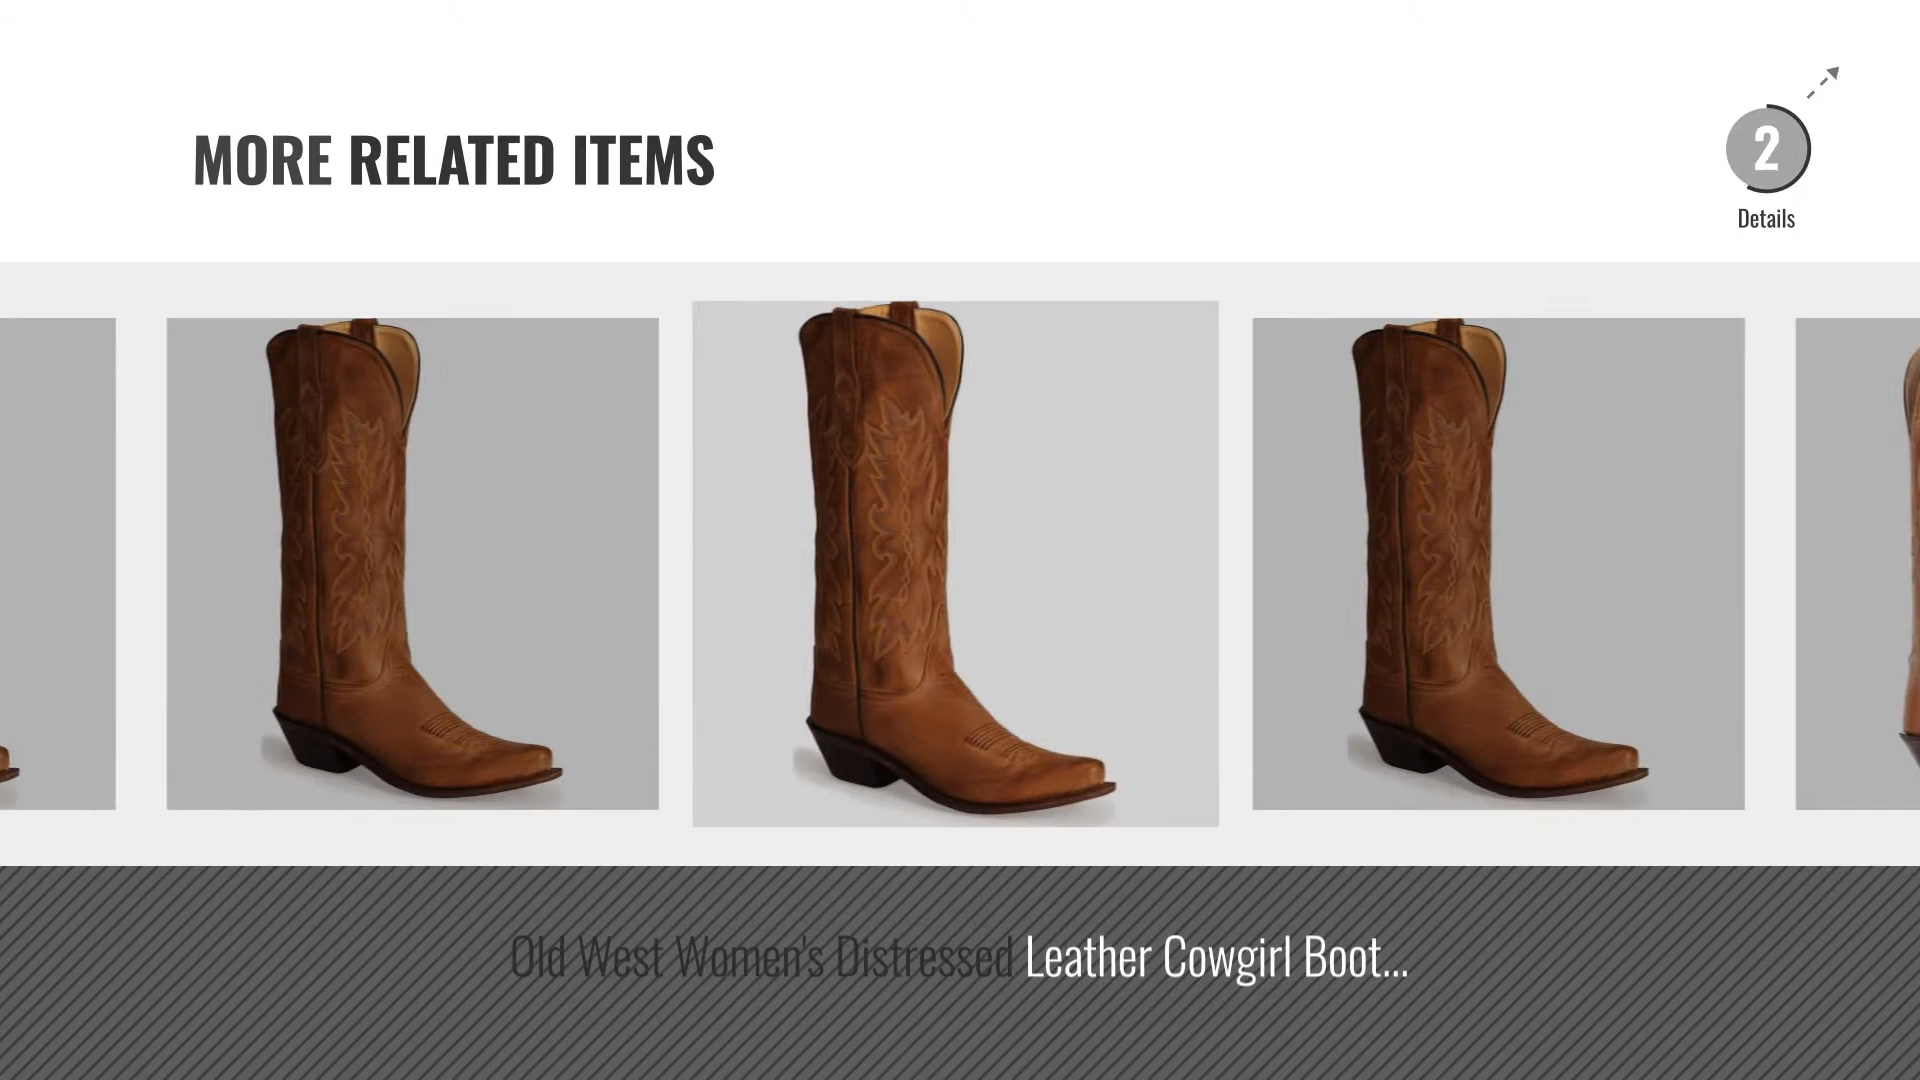 MORE RELATED ITEMS
2
Details
Old West Women's Distressed Leather Cowgirl Boot...